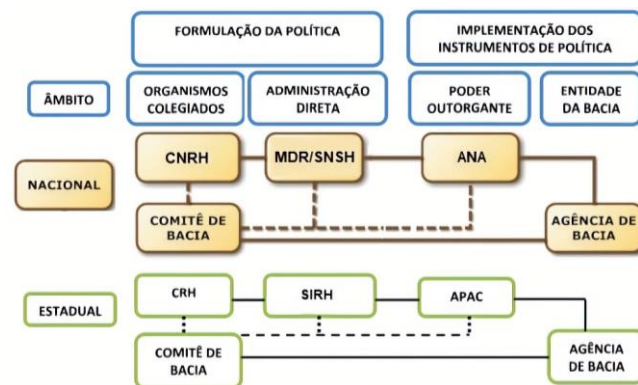 FORMULAÇÃO DA POLÍTICA
IMPLEMENTAÇÃO DOS
INSTRUMENTOS DE POLÍTICA
ÂMBITO
ORGANISMOS
COLEGIADOS
ADMINISTRAÇÃO
DIRETA
PODER
OUTORGANTE
ENTIDADE
DA BACIA
NACIONAL
CNRH
MDR/SNSH
ANA
COMITÊ DE
BACIA
AGÊNCIA DE
BACIA
ESTADUAL
CRH
SIRH
APAC
COMITÊ DE
BACIA
AGÊNCIA
DE BACIA